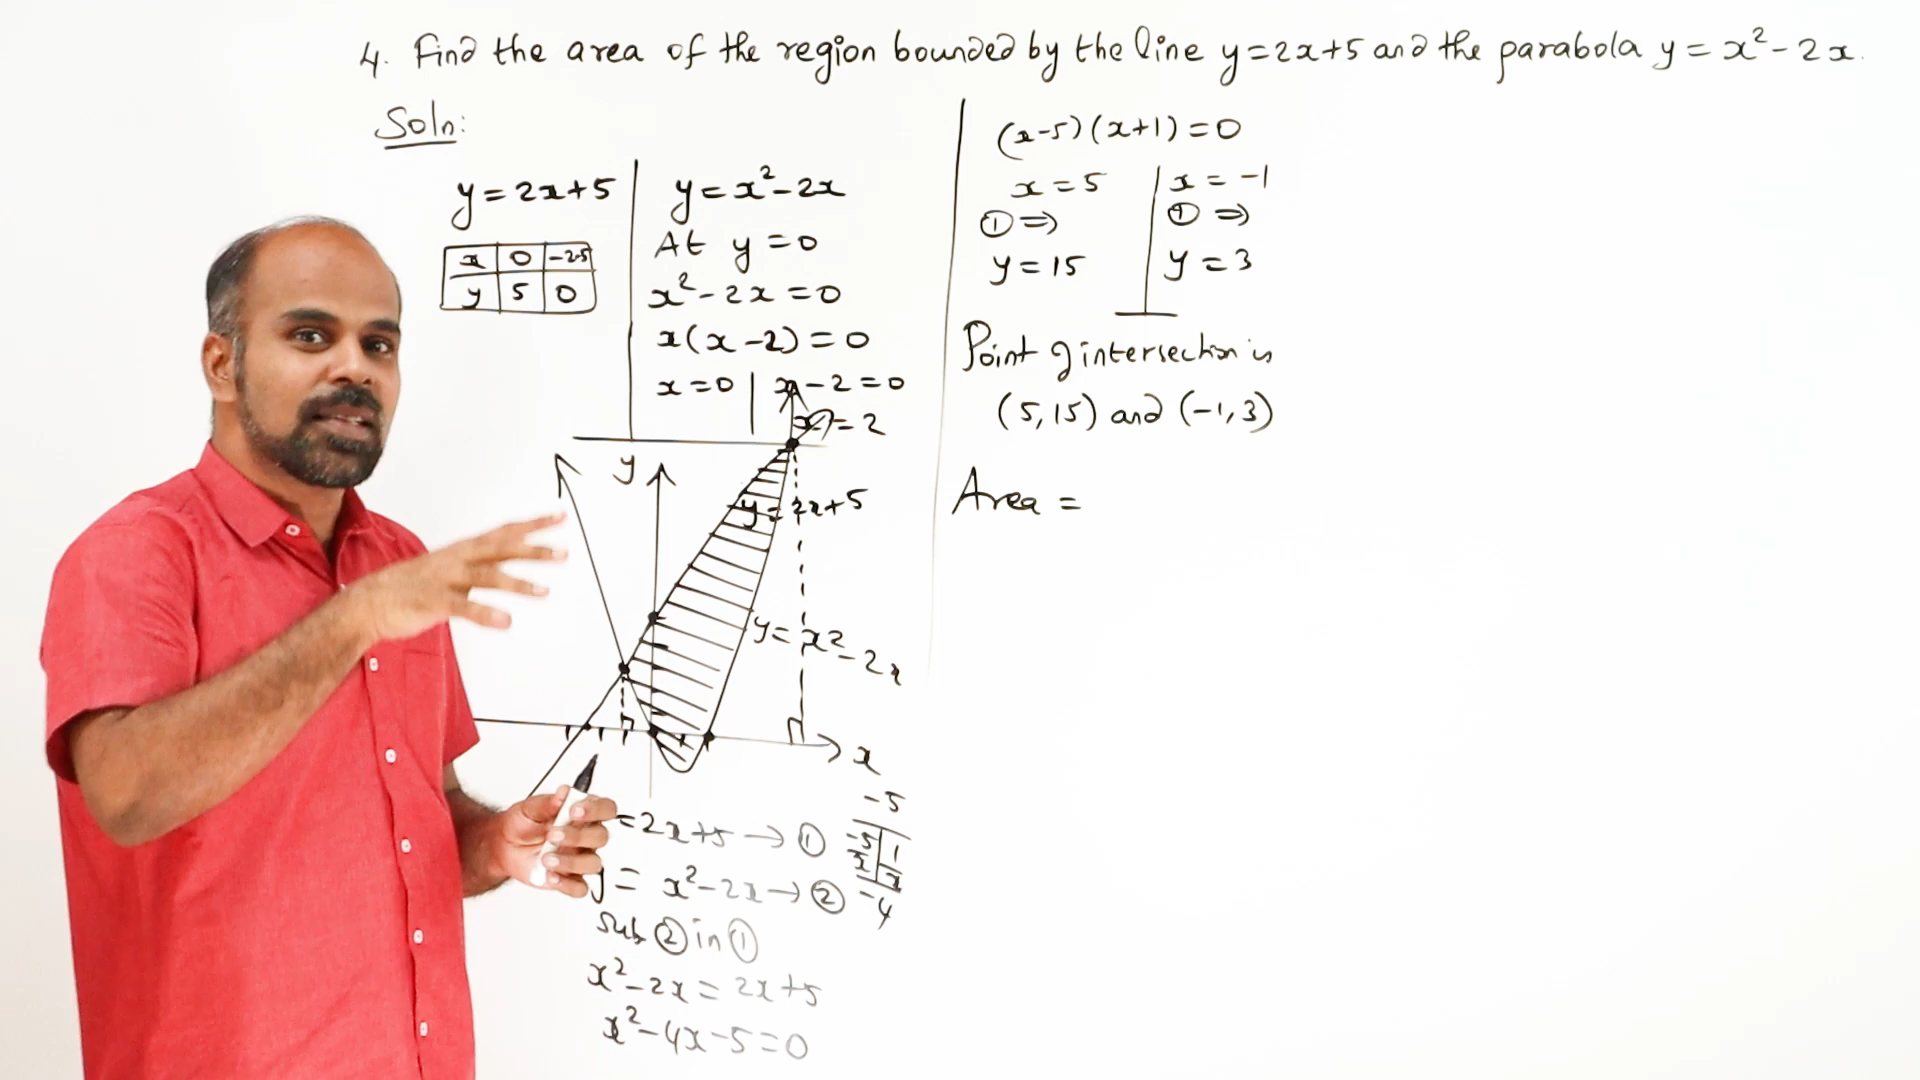 4. Find the area of the region bounded by the line y=2x+5 and the parabola y = x² - 2x.
Soln:
y=2x+5
x 0 -2.5
y 5 0
y=x²-2x
At y=0
x²-2x=0
x(x-2)=0
x=0 | x-2=0
x=2
y
y=2x+5
y=x²-2x
x
=2x+5 → ①
y= x²-2x → ②
Sub ② in ①
x²-2x = 2x+5
x²-4x-5=0
-5
-5 | 1
x | x
-4
(x-5)(x+1)=0
x=5 | x=-1
①⇒ | ①⇒
y=15 | y=3
Point of intersection is
(5,15) and (-1,3)
Area =